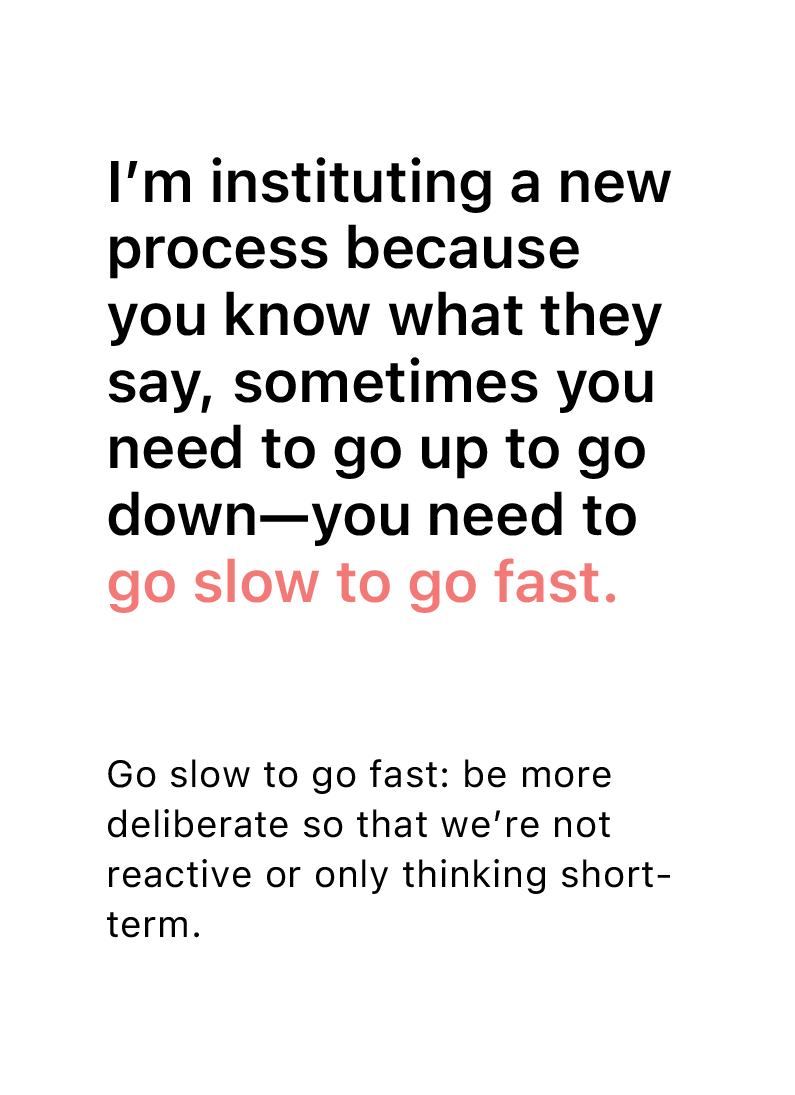 I’m instituting a new
process because
you know what they
say, sometimes you
need to go up to go
down—you need to
go slow to go fast.
Go slow to go fast: be more
deliberate so that we’re not
reactive or only thinking short-
term.